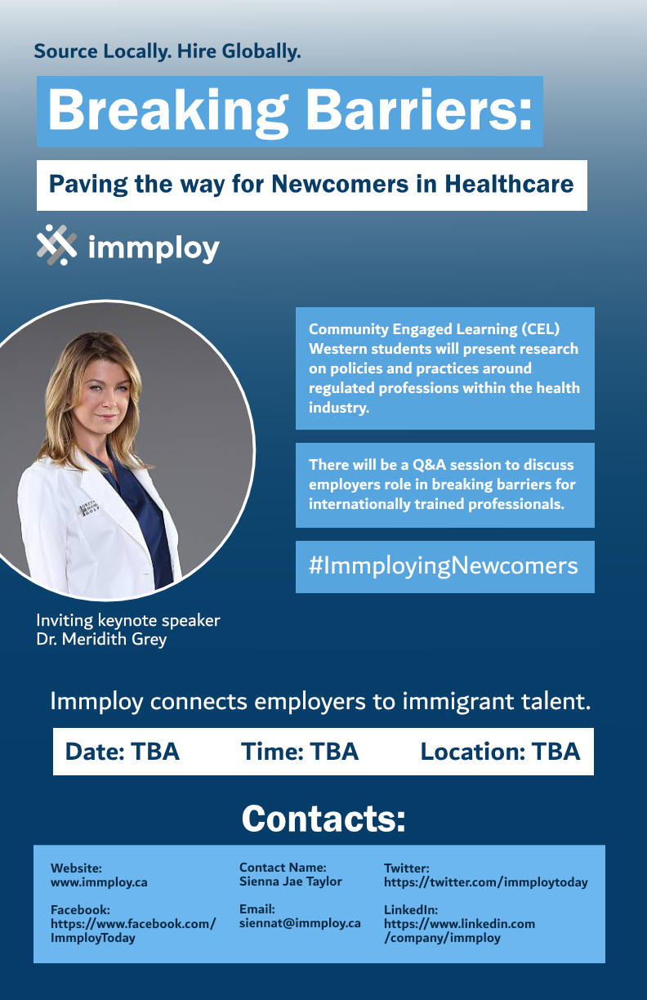 Source Locally. Hire Globally.
Breaking Barriers:
Paving the way for Newcomers in Healthcare
immploy
Community Engaged Learning (CEL)
Western students will present research
on policies and practices around
regulated professions within the health
industry.
There will be a Q&A session to discuss
employers role in breaking barriers for
internationally trained professionals.
#ImmployingNewcomers
Inviting keynote speaker
Dr. Meridith Grey
Immploy connects employers to immigrant talent.
Date: TBA Time: TBA Location: TBA
Contacts:
Website:
www.immploy.ca
Facebook:
https://www.facebook.com/
ImmployToday
Contact Name:
Sienna Jae Taylor
Email:
siennat@immploy.ca
Twitter:
https://twitter.com/immploytoday
LinkedIn:
https://www.linkedin.com
/company/immploy